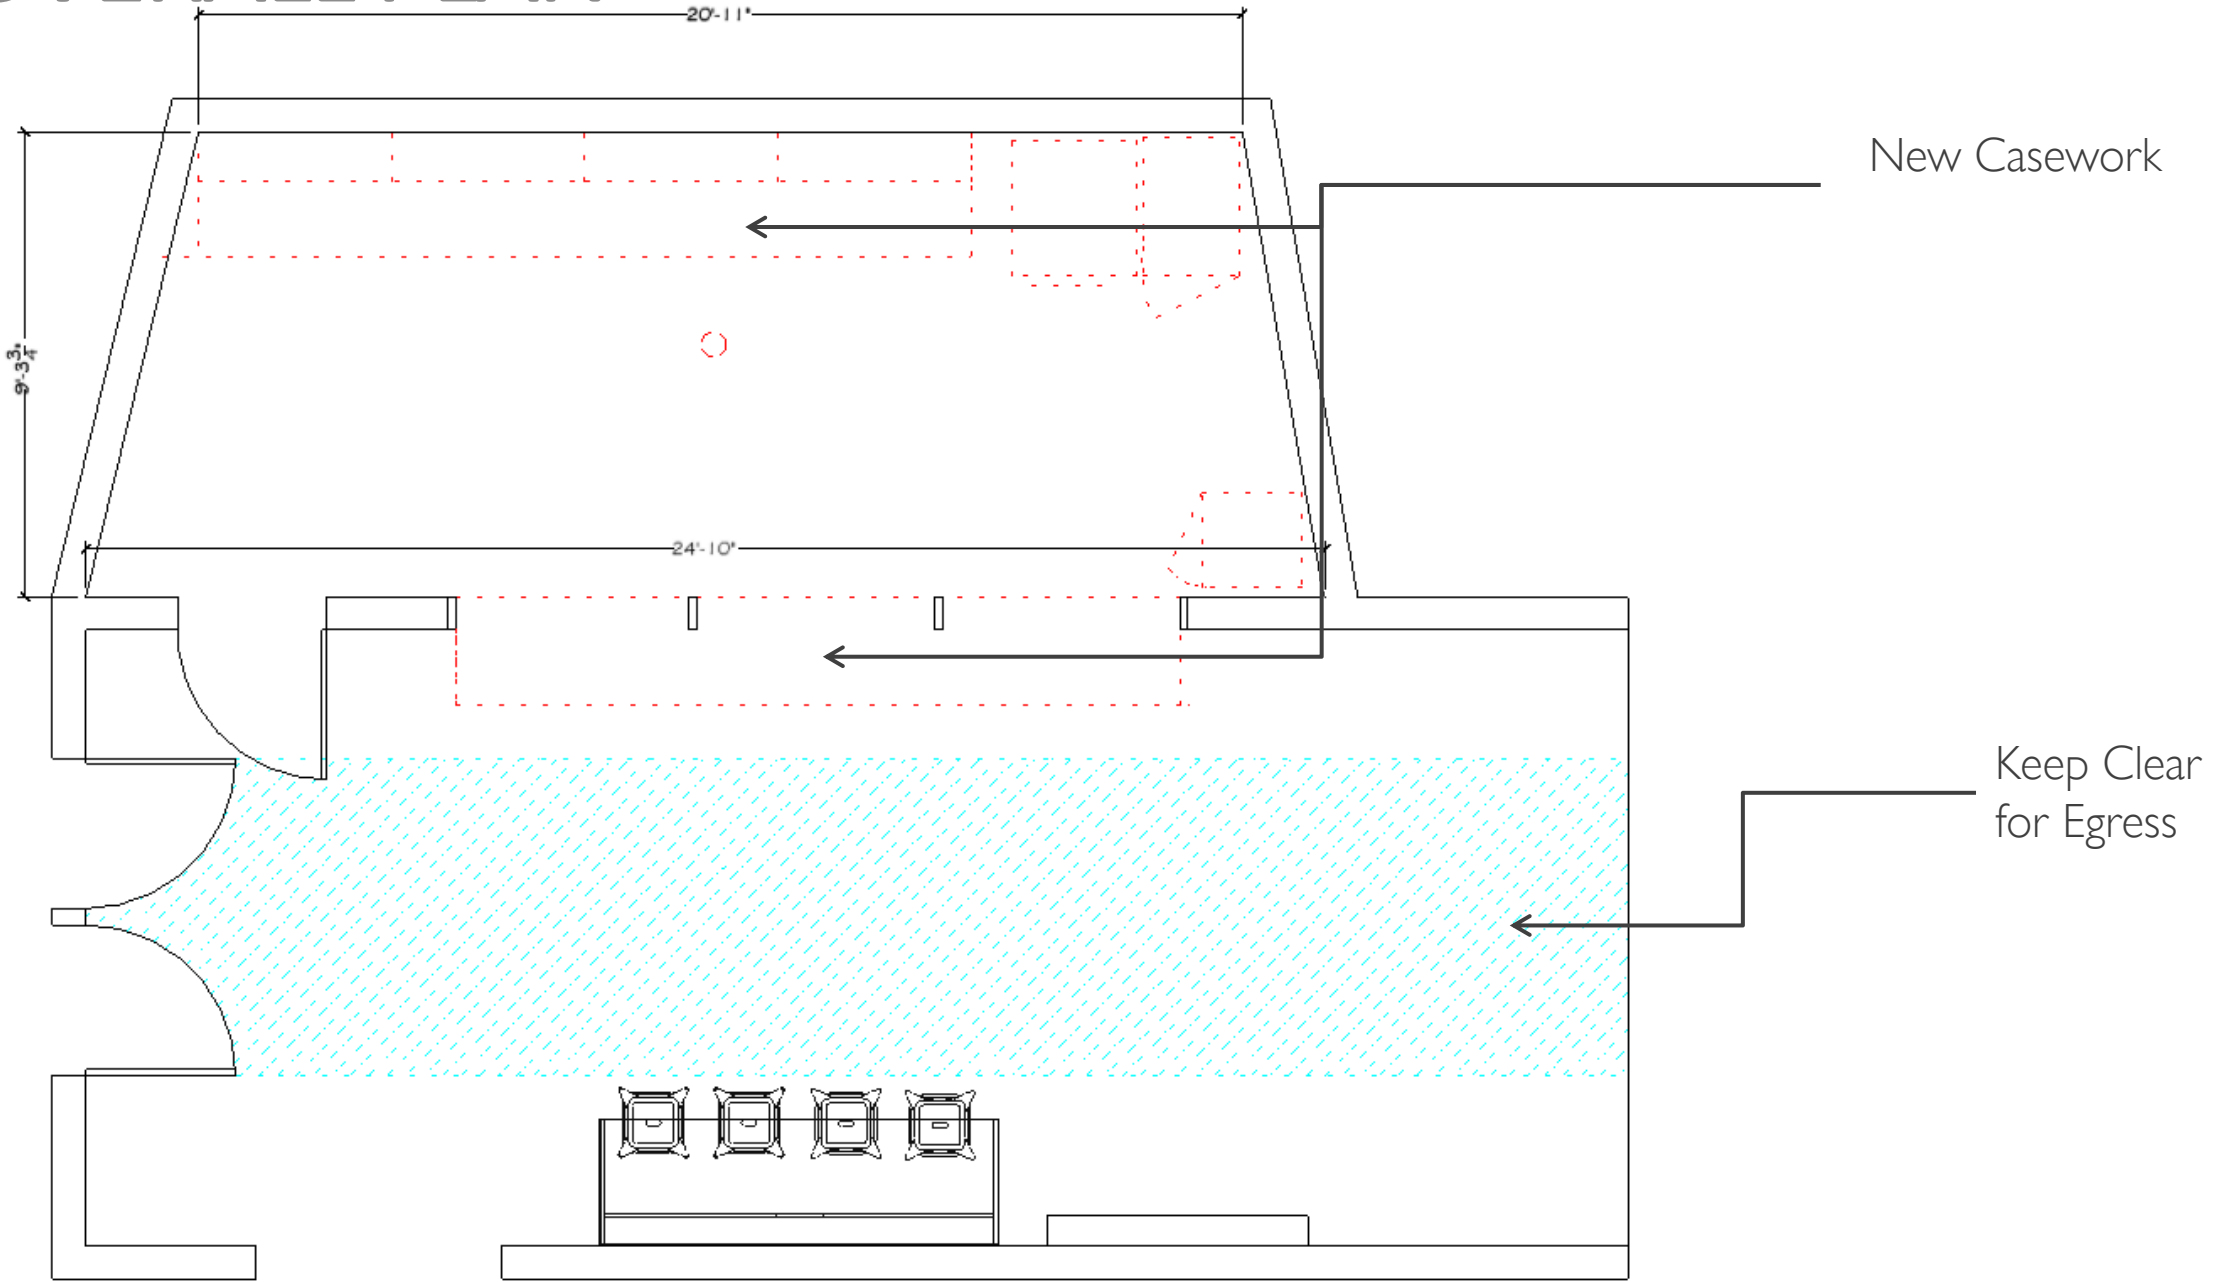 20'-11"
New Casework
9'-3 3/4"
24'-10"
Keep Clear
for Egress